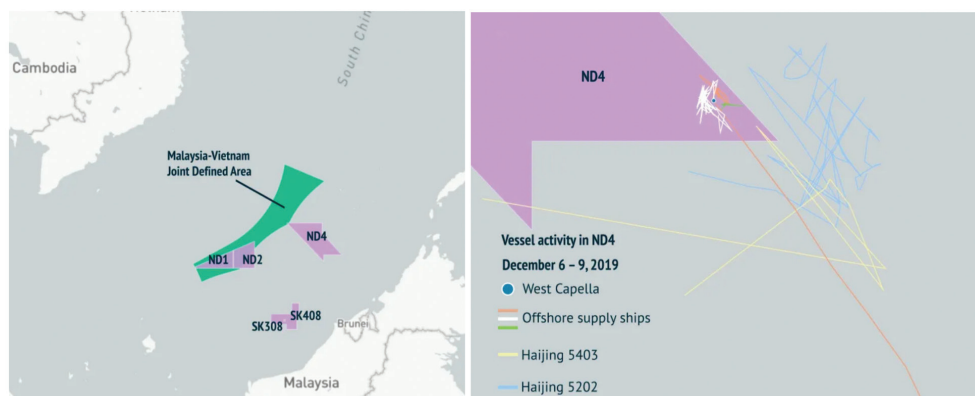 Cambodia
South China
Malaysia-Vietnam
Joint Defined Area
ND1
ND2
ND4
SK408
SK308
Brunei
Malaysia
ND4
Vessel activity in ND4
December 6 – 9, 2019
West Capella
Offshore supply ships
Haijing 5403
Haijing 5202